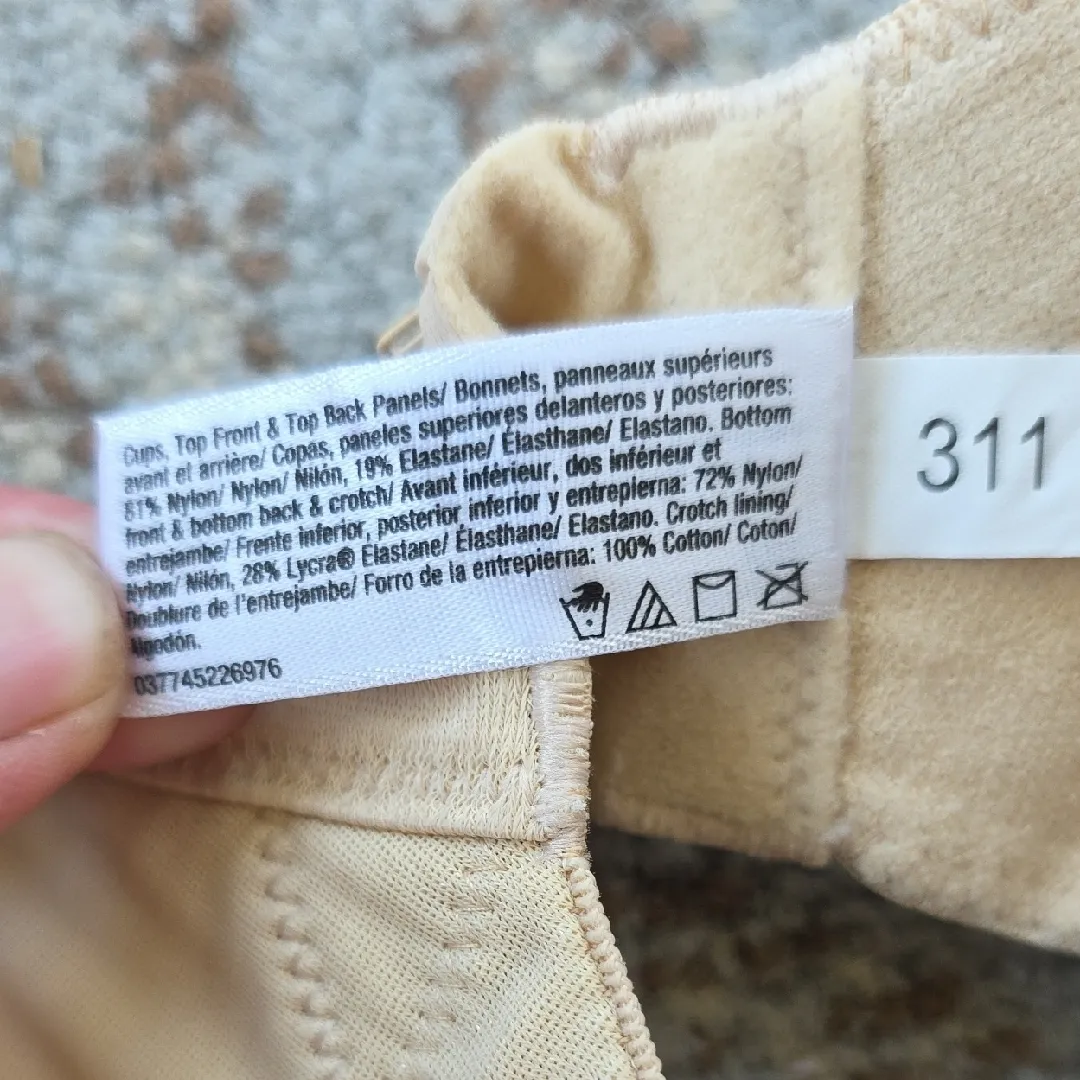 Cups, Top Front & Top Back Panels/ Bonnets, panneaux supérieurs
avant et arrière/ Copas, paneles superiores delanteros y posteriores:
81% Nylon/ Nylon/ Nilón, 19% Elastane/ Élasthane/ Elastano. Bottom
front & bottom back & crotch/ Avant inférieur, dos inférieur et
entrejambe/ Frente inferior, posterior inferior y entrepierna: 72% Nylon/
Nylon/ Nilón, 28% Lycra® Elastane/ Élasthane/ Elastano. Crotch lining/
Doublure de l'entrejambe/ Forro de la entrepierna: 100% Cotton/ Coton/
Algodón.
037745226976
311